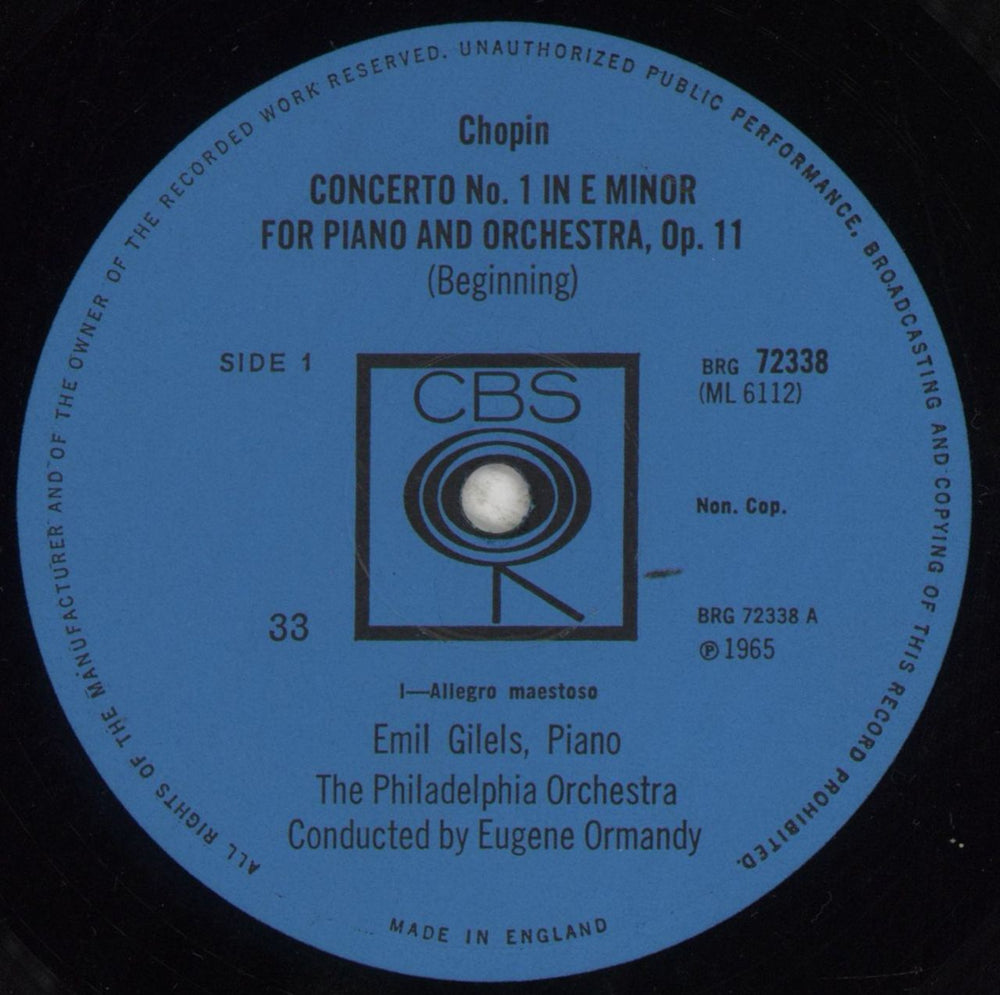 ALL RIGHTS OF THE MANUFACTURER AND OF THE OWNER OF THE RECORDED WORK RESERVED. UNAUTHORIZED PUBLIC PERFORMANCE, BROADCASTING AND COPYING OF THIS RECORD PROHIBITED.
Chopin
CONCERTO No. 1 IN E MINOR
FOR PIANO AND ORCHESTRA, Op. 11
(Beginning)
SIDE 1
CBS
BRG 72338
(ML 6112)
Non. Cop.
33
BRG 72338 A
℗ 1965
I—Allegro maestoso
Emil Gilels, Piano
The Philadelphia Orchestra
Conducted by Eugene Ormandy
MADE IN ENGLAND